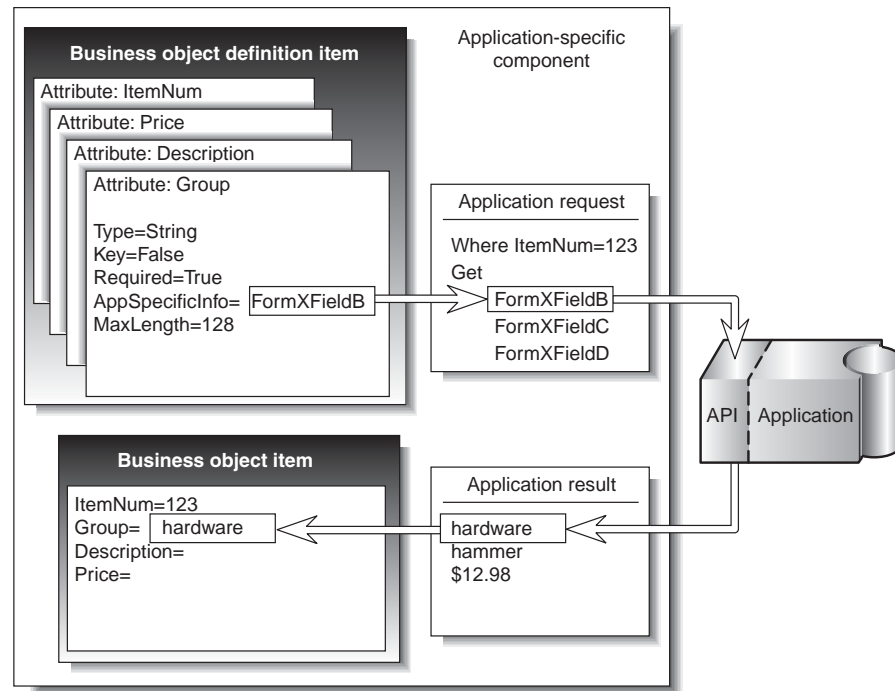 Business object definition item
Application-specific
component
Attribute: ItemNum
Attribute: Price
Attribute: Description
Attribute: Group
Type=String
Key=False
Required=True
AppSpecificInfo= FormXFieldB
MaxLength=128
Application request
Where ItemNum=123
Get
FormXFieldB
FormXFieldC
FormXFieldD
API
Application
Business object item
ItemNum=123
Group= hardware
Description=
Price=
Application result
hardware
hammer
$12.98